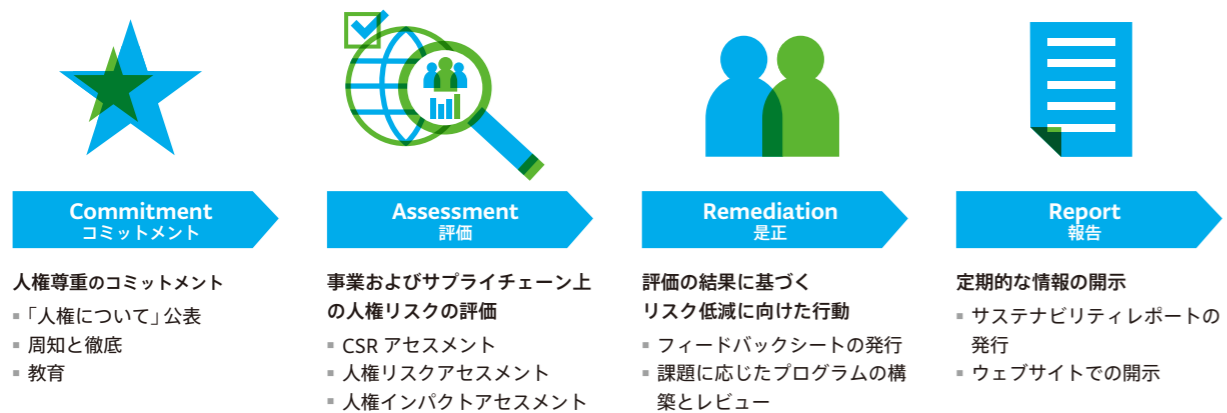 Commitment
コミットメント
人権尊重のコミットメント
▪「人権について」公表
▪ 周知と徹底
▪ 教育
Assessment
評価
事業およびサプライチェーン上
の人権リスクの評価
▪ CSR アセスメント
▪ 人権リスクアセスメント
▪ 人権インパクトアセスメント
Remediation
是正
評価の結果に基づく
リスク低減に向けた行動
▪ フィードバックシートの発行
▪ 課題に応じたプログラムの構
築とレビュー
Report
報告
定期的な情報の開示
▪ サステナビリティレポートの
発行
▪ ウェブサイトでの開示